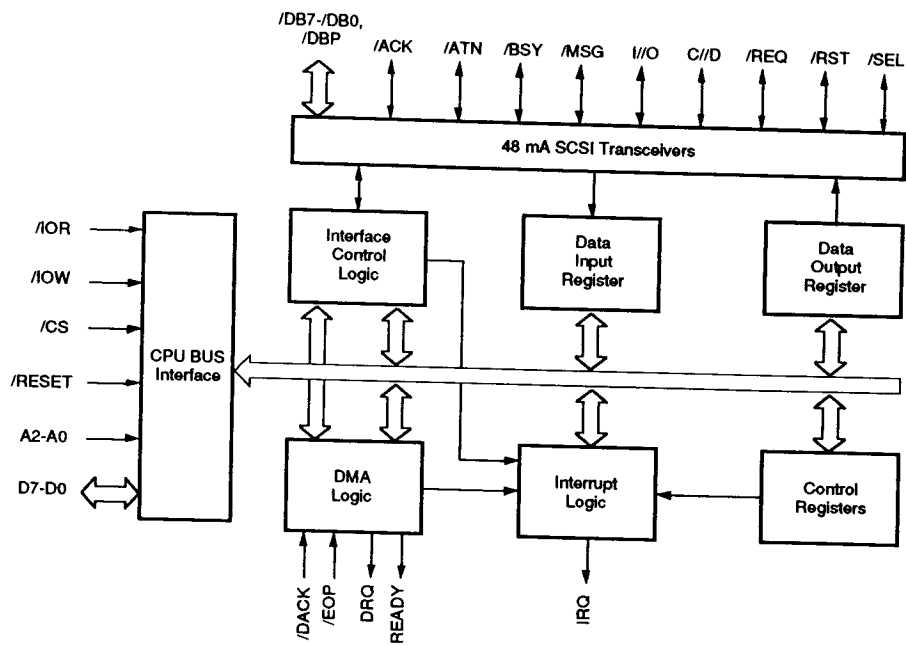 /DB7-/DB0,
/DBP
/ACK
/ATN
/BSY
/MSG
I//O
C//D
/REQ
/RST
/SEL
48 mA SCSI Transceivers
/IOR
/IOW
/CS
/RESET
A2-A0
D7-D0
CPU BUS
Interface
Interface
Control
Logic
Data
Input
Register
Data
Output
Register
DMA
Logic
Interrupt
Logic
Control
Registers
/DACK
/EOP
DRQ
READY
IRQ